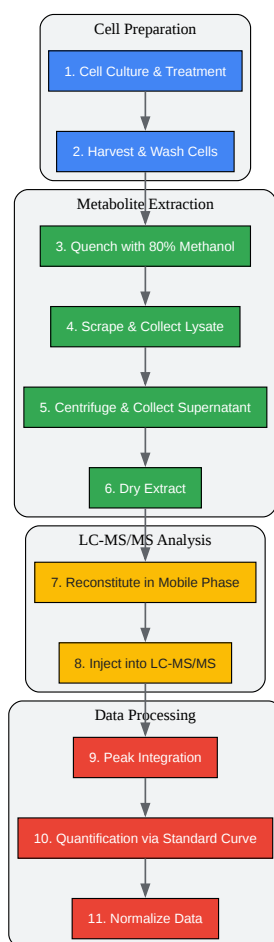 Cell Preparation
1. Cell Culture & Treatment
2. Harvest & Wash Cells
Metabolite Extraction
3. Quench with 80% Methanol
4. Scrape & Collect Lysate
5. Centrifuge & Collect Supernatant
6. Dry Extract
LC-MS/MS Analysis
7. Reconstitute in Mobile Phase
8. Inject into LC-MS/MS
Data Processing
9. Peak Integration
10. Quantification via Standard Curve
11. Normalize Data